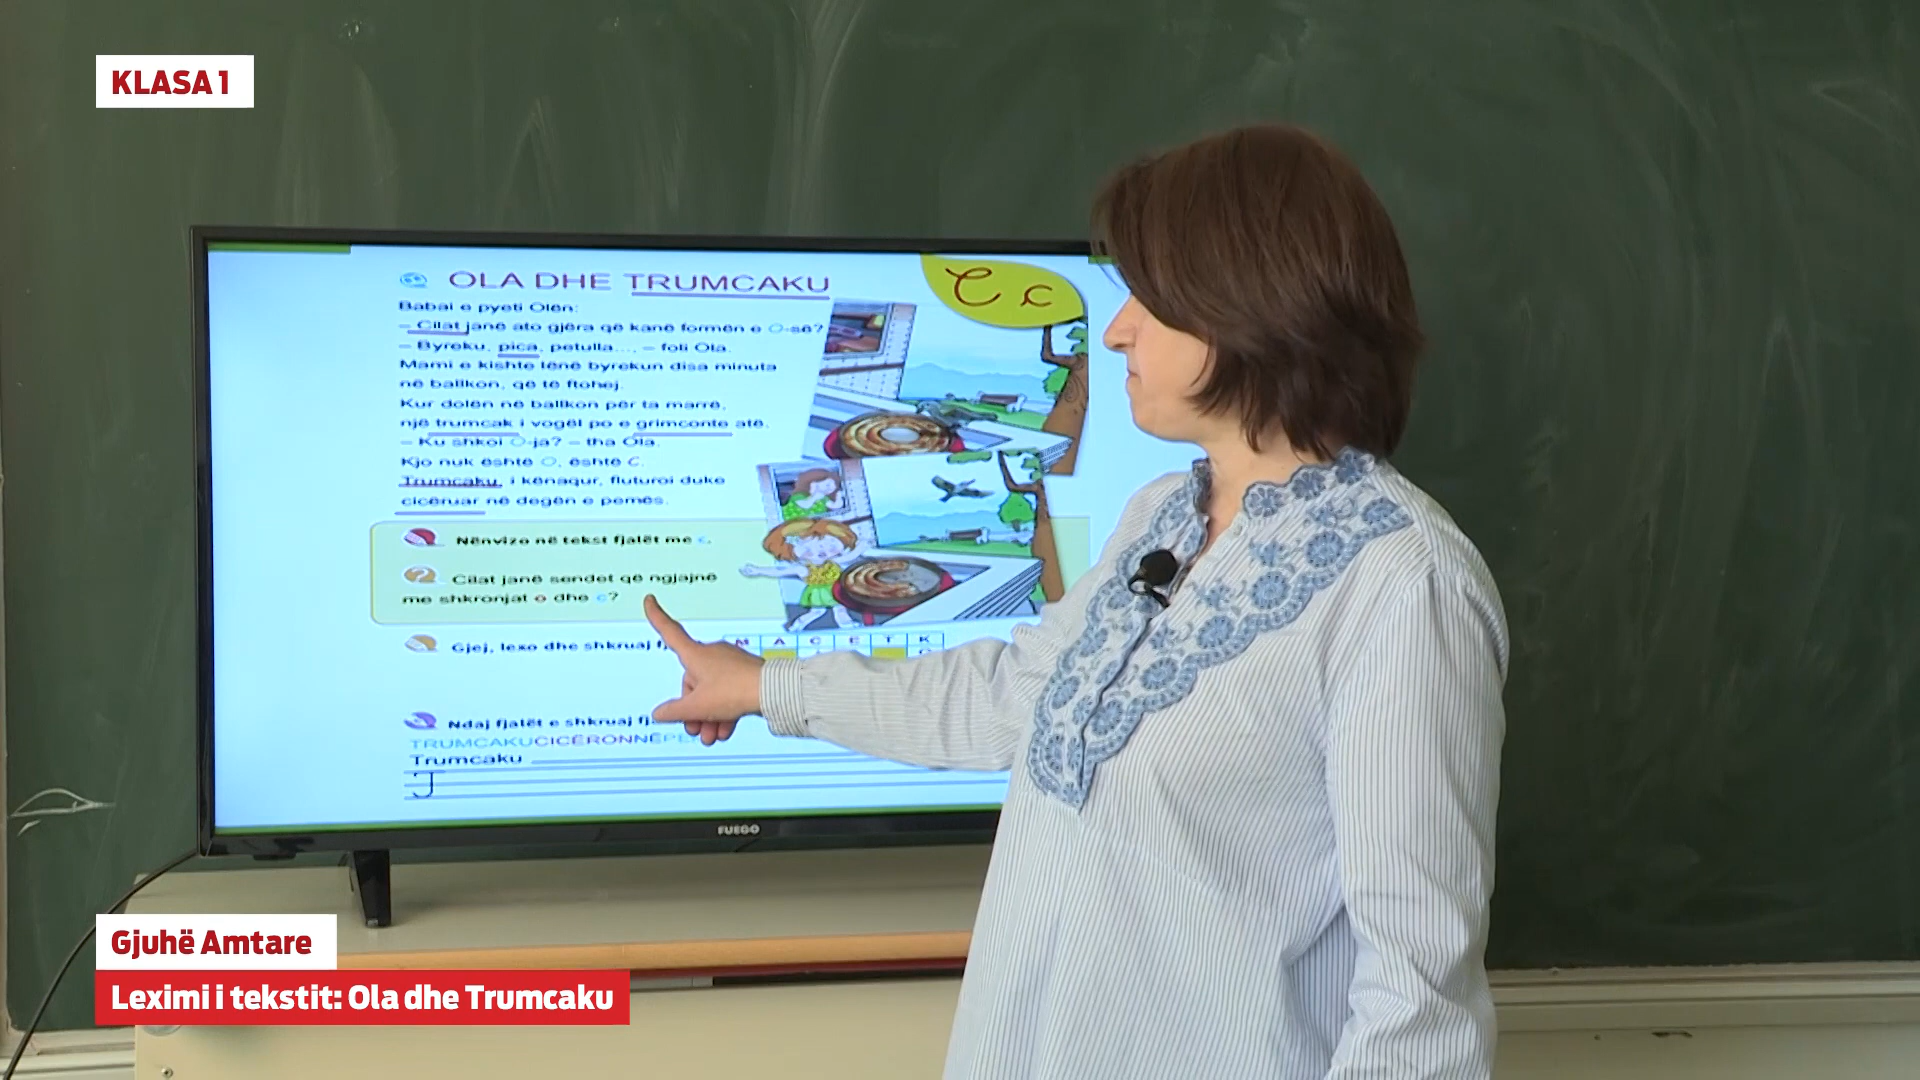 KLASA 1
OLA DHE TRUMCAKU
C c
Babai e pyeti Olën:
– Cilat janë ato gjëra që kanë formën e O-së?
– Byreku, pica, petulla..., – foli Ola.
Mami e kishte lënë byrekun disa minuta
në ballkon, që të ftohej.
Kur dolën në ballkon për ta marrë,
një trumcak i vogël po e grimconte atë.
– Ku shkoi O-ja? – tha Ola.
Kjo nuk është O, është C.
Trumcaku, i kënaqur, fluturoi duke
cicëruar në degën e pemës.
Nënvizo në tekst fjalët me c.
Cilat janë sendet që ngjajnë
me shkronjat o dhe c?
Gjej, lexo dhe shkruaj
M A C E T K
Ndaj fjalët e shkruaj
TRUMCAKUCICËRONNËPE
Trumcaku
T
FUEGO
Gjuhë Amtare
Leximi i tekstit: Ola dhe Trumcaku